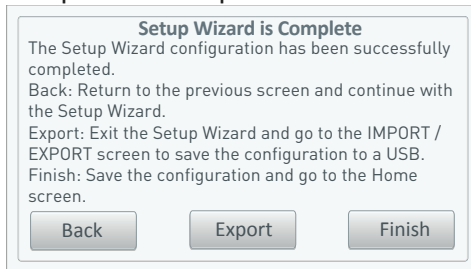 Setup Wizard is Complete
The Setup Wizard configuration has been successfully
completed.
Back: Return to the previous screen and continue with
the Setup Wizard.
Export: Exit the Setup Wizard and go to the IMPORT /
EXPORT screen to save the configuration to a USB.
Finish: Save the configuration and go to the Home
screen.
Back Export Finish